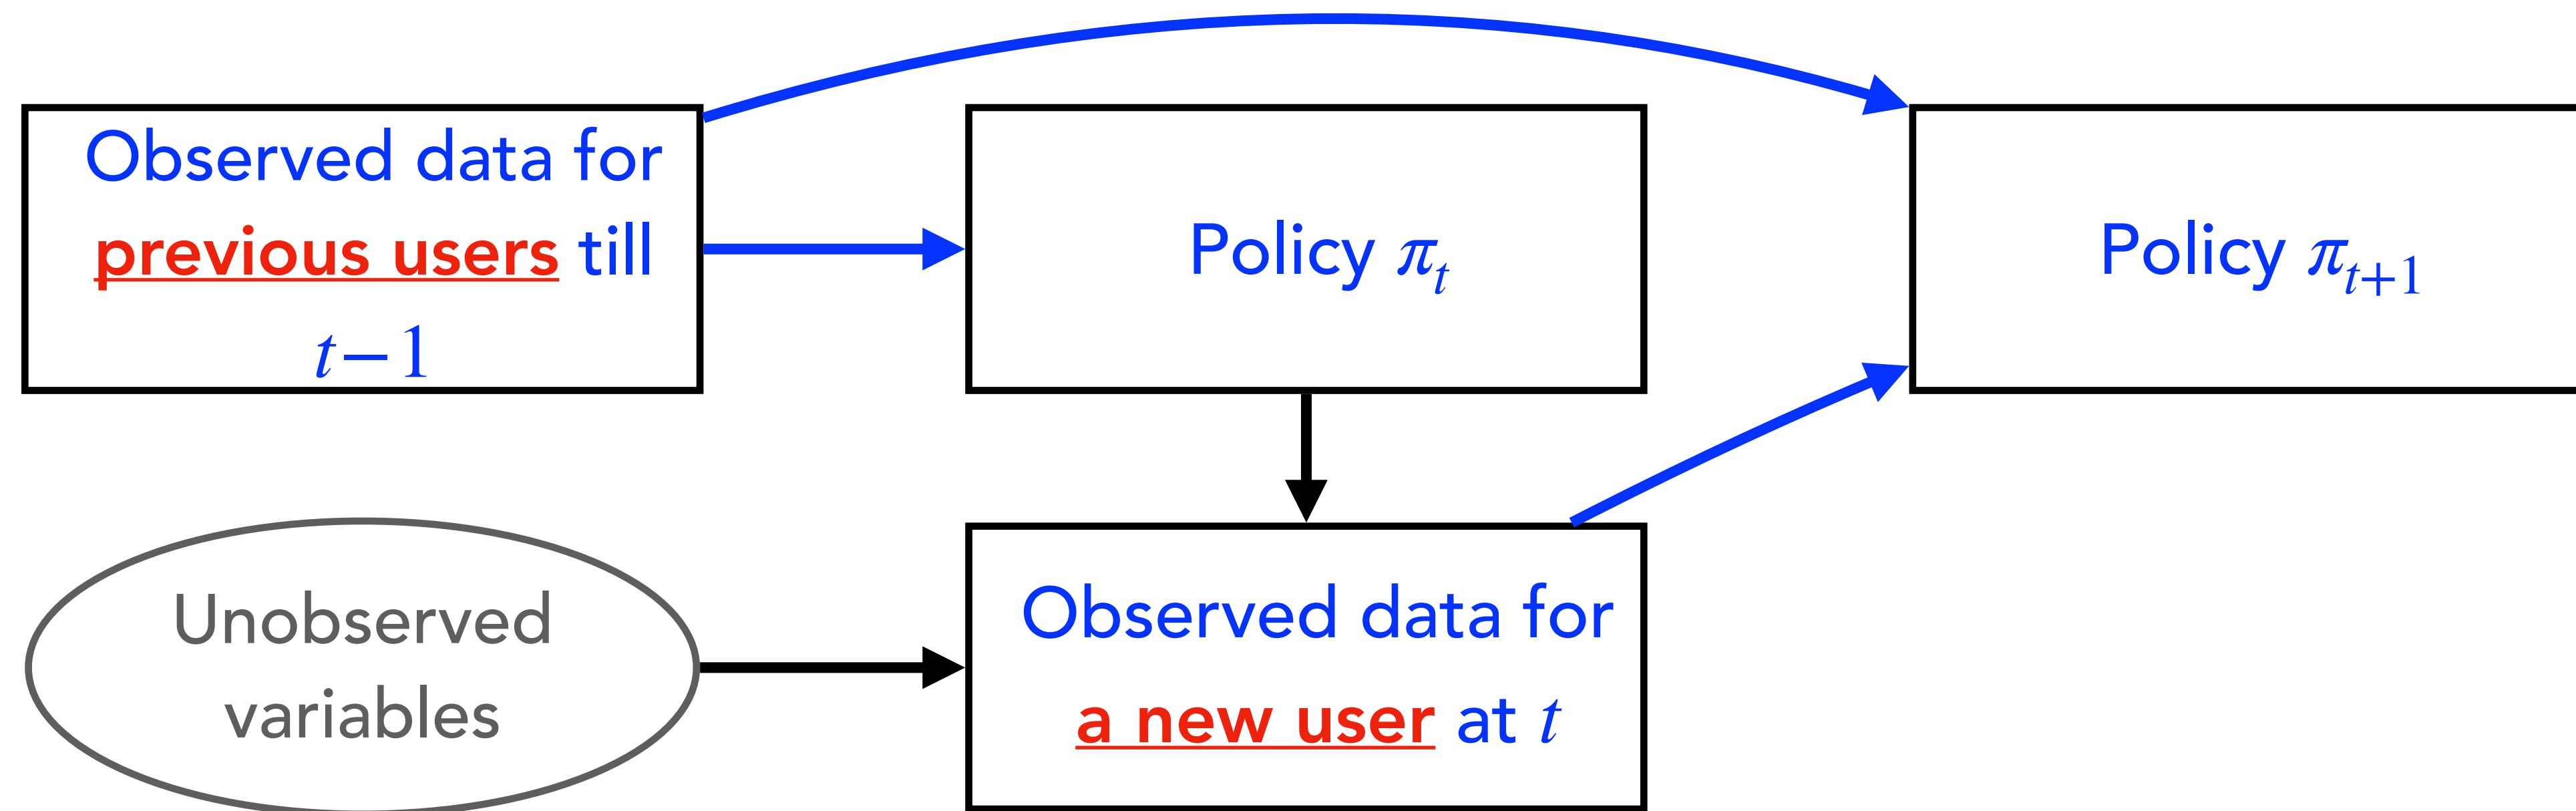 Observed data for
previous users till
t−1
Policy πt
Policy πt+1
Unobserved
variables
Observed data for
a new user at t